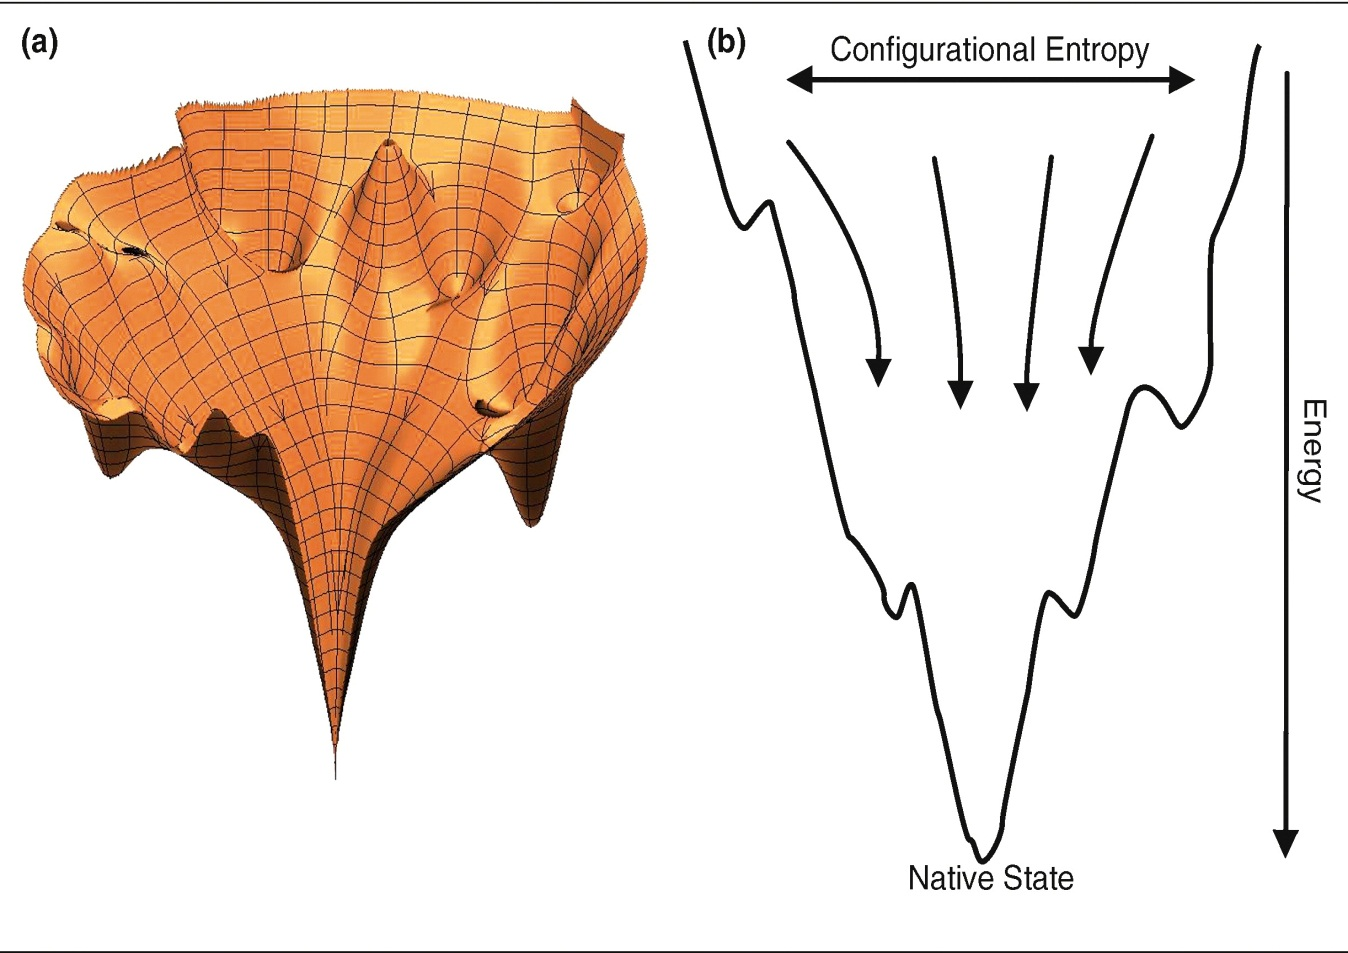 (a)
(b)
Configurational Entropy
Energy
Native State